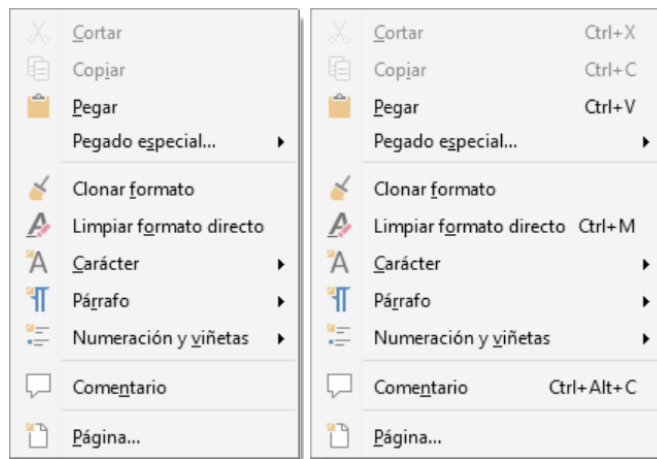 Cortar
Copiar
Pegar
Pegado especial...
Clonar formato
Limpiar formato directo
Carácter
Párrafo
Numeración y viñetas
Comentario
Página...
Cortar Ctrl+X
Copiar Ctrl+C
Pegar Ctrl+V
Pegado especial...
Clonar formato
Limpiar formato directo Ctrl+M
Carácter
Párrafo
Numeración y viñetas
Comentario Ctrl+Alt+C
Página...